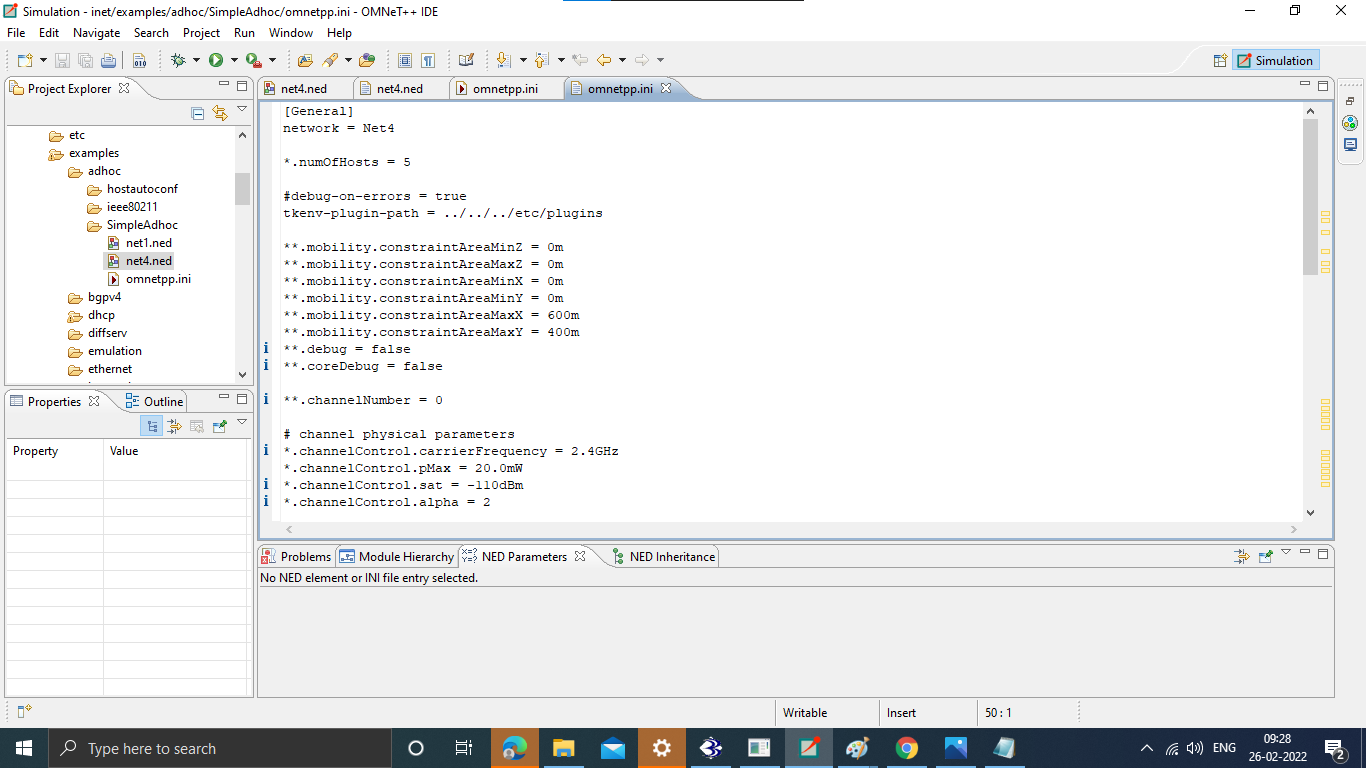 Simulation - inet/examples/adhoc/SimpleAdhoc/omnetpp.ini - OMNeT++ IDE
File Edit Navigate Search Project Run Window Help
Simulation
Project Explorer
etc
examples
adhoc
hostautoconf
ieee80211
SimpleAdhoc
net1.ned
net4.ned
omnetpp.ini
bgpv4
dhcp
diffserv
emulation
ethernet
net4.ned net4.ned omnetpp.ini omnetpp.ini
[General]
network = Net4
*.numOfHosts = 5
#debug-on-errors = true
tkenv-plugin-path = ../../../etc/plugins
**.mobility.constraintAreaMinZ = 0m
**.mobility.constraintAreaMaxZ = 0m
**.mobility.constraintAreaMinX = 0m
**.mobility.constraintAreaMinY = 0m
**.mobility.constraintAreaMaxX = 600m
**.mobility.constraintAreaMaxY = 400m
**.debug = false
**.coreDebug = false
**.channelNumber = 0
# channel physical parameters
*.channelControl.carrierFrequency = 2.4GHz
*.channelControl.pMax = 20.0mW
*.channelControl.sat = -110dBm
*.channelControl.alpha = 2
Properties Outline
Property Value
Problems Module Hierarchy NED Parameters NED Inheritance
No NED element or INI file entry selected.
Writable Insert 50 : 1
Type here to search
ENG
09:28
26-02-2022
2